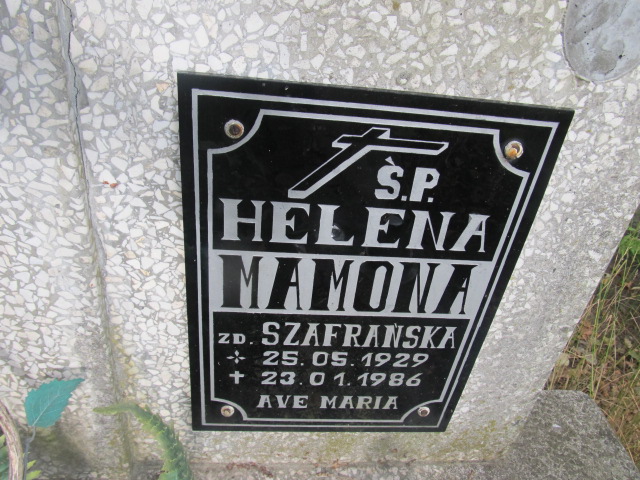 Ś.P.
HELENA
MAMONA
ZD. SZAFRAŃSKA
25.05.1929
23.01.1986
AVE MARIA